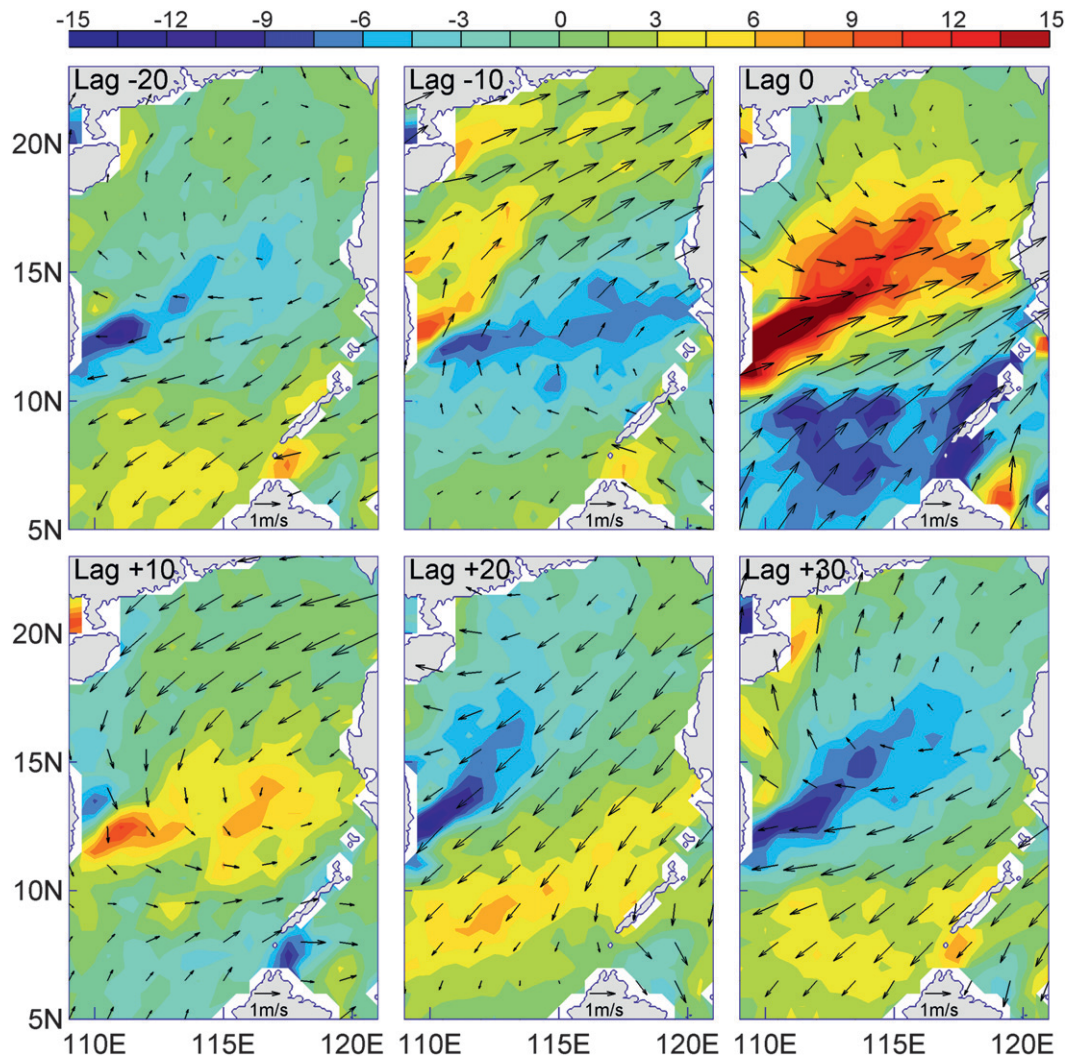 -15 -12 -9 -6 -3 0 3 6 9 12 15
Lag -20 Lag -10 Lag 0
20N
15N
10N
5N
1m/s 1m/s 1m/s
Lag +10 Lag +20 Lag +30
20N
15N
10N
5N
1m/s 1m/s 1m/s
110E 115E 120E 110E 115E 120E 110E 115E 120E